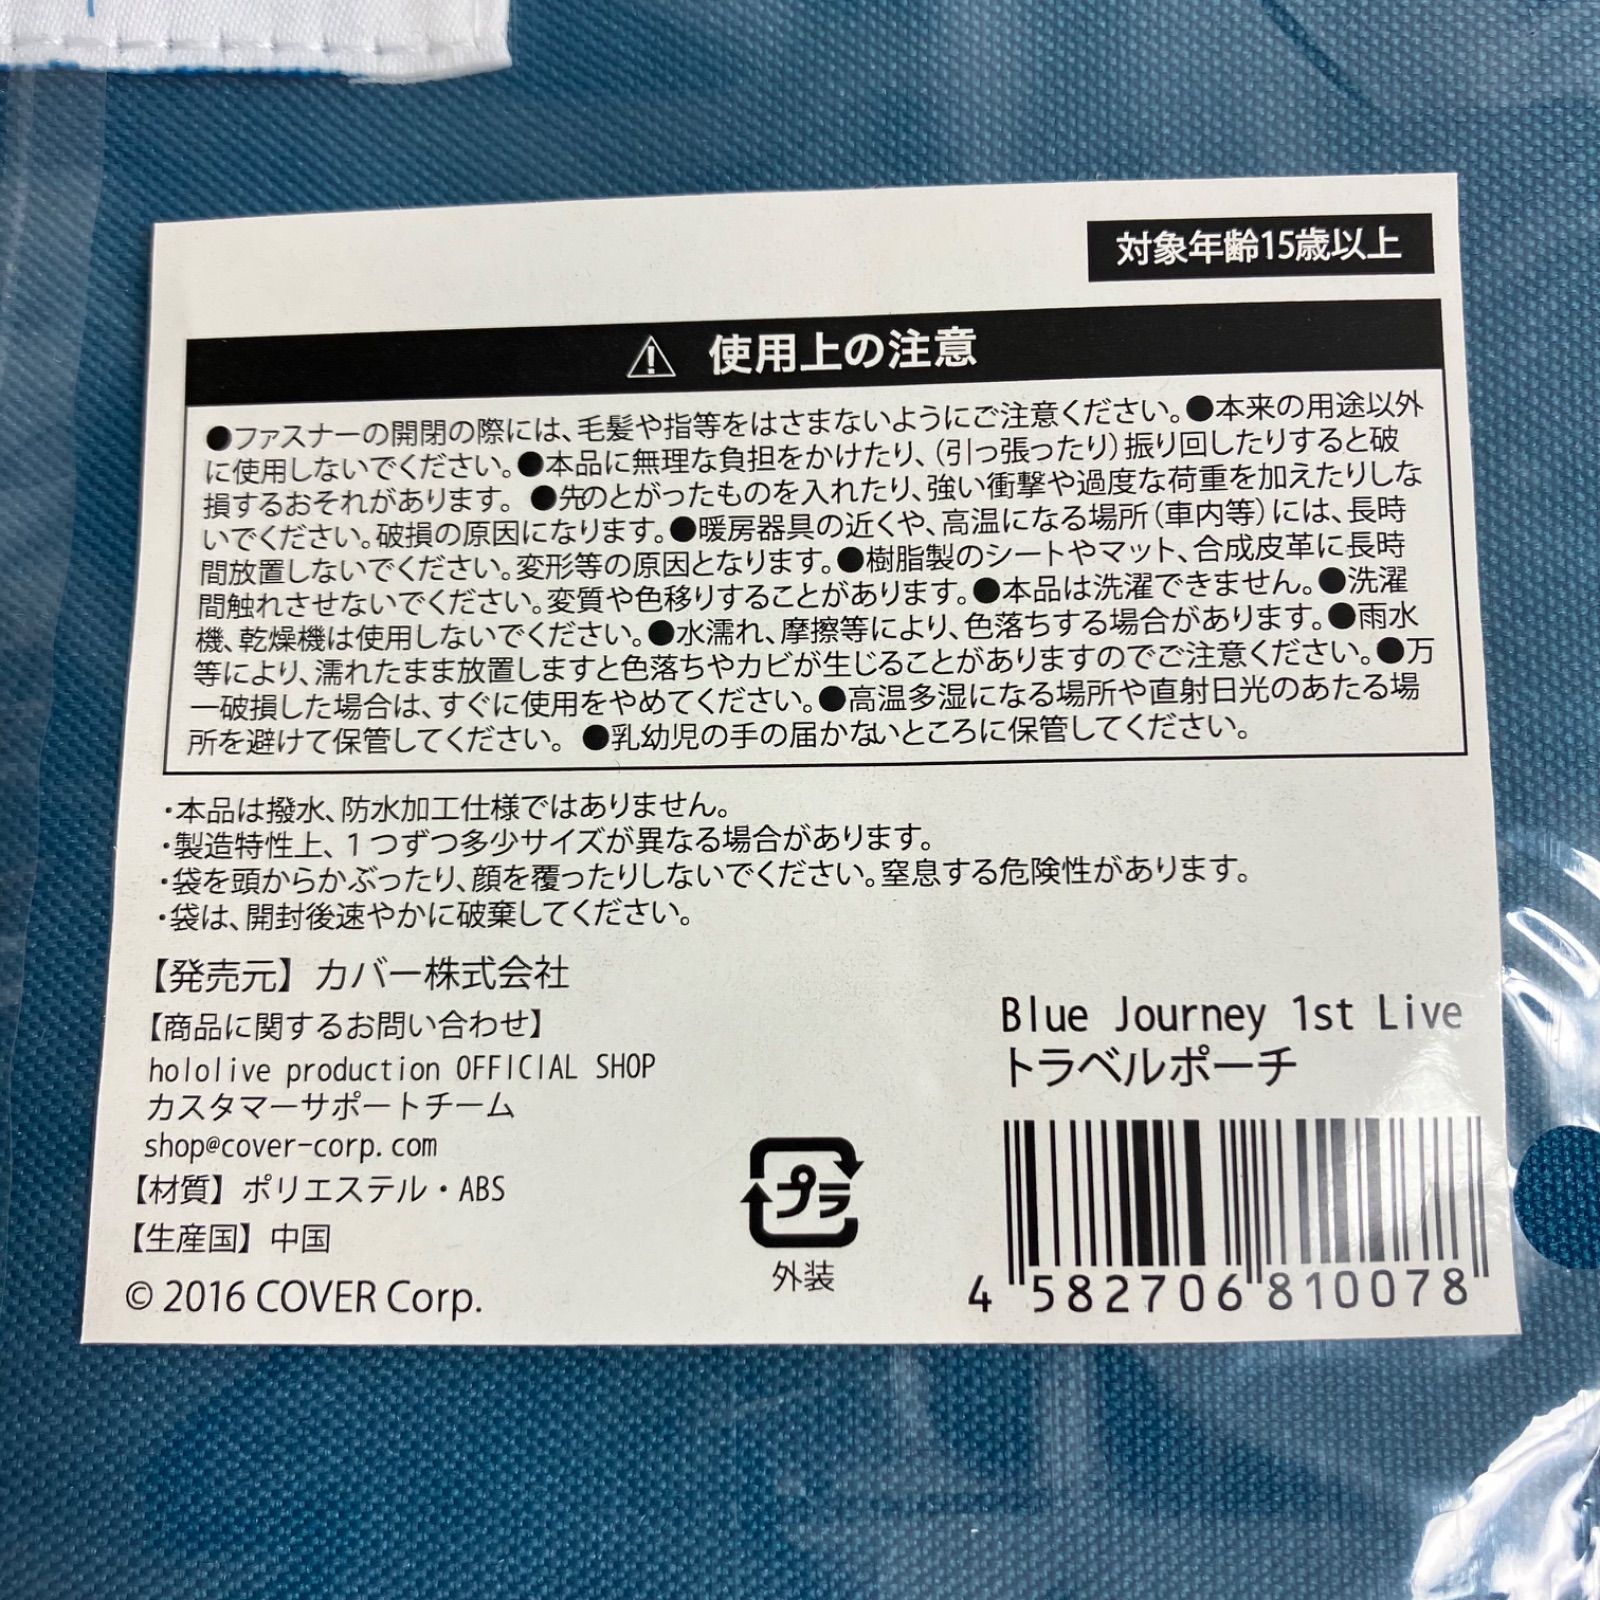 対象年齢15歳以上
使用上の注意
●ファスナーの開閉の際には、毛髪や指等をはさまないようにご注意ください。●本来の用途以外
に使用しないでください。●本品に無理な負担をかけたり、（引っ張ったり）振り回したりすると破
損するおそれがあります。 ●先のとがったものを入れたり、強い衝撃や過度な荷重を加えたりしな
いでください。破損の原因になります。●暖房器具の近くや、高温になる場所（車内等）には、長時
間放置しないでください。変形等の原因となります。●樹脂製のシートやマット、合成皮革に長時
間触れさせないでください。変質や色移りすることがあります。●本品は洗濯できません。●洗濯
機、乾燥機は使用しないでください。●水濡れ、摩擦等により、色落ちする場合があります。●雨水
等により、濡れたまま放置しますと色落ちやカビが生じることがありますのでご注意ください。●万
一破損した場合は、すぐに使用をやめてください。●高温多湿になる場所や直射日光のあたる場
所を避けて保管してください。 ●乳幼児の手の届かないところに保管してください。
・本品は撥水、防水加工仕様ではありません。
・製造特性上、１つずつ多少サイズが異なる場合があります。
・袋を頭からかぶったり、顔を覆ったりしないでください。窒息する危険性があります。
・袋は、開封後速やかに破棄してください。
【発売元】カバー株式会社
【商品に関するお問い合わせ】
hololive production OFFICIAL SHOP
カスタマーサポートチーム
shop@cover-corp.com
【材質】ポリエステル・ABS
【生産国】中国
© 2016 COVER Corp.
プラ
外装
Blue Journey 1st Live
トラベルポーチ
4 582706 810078